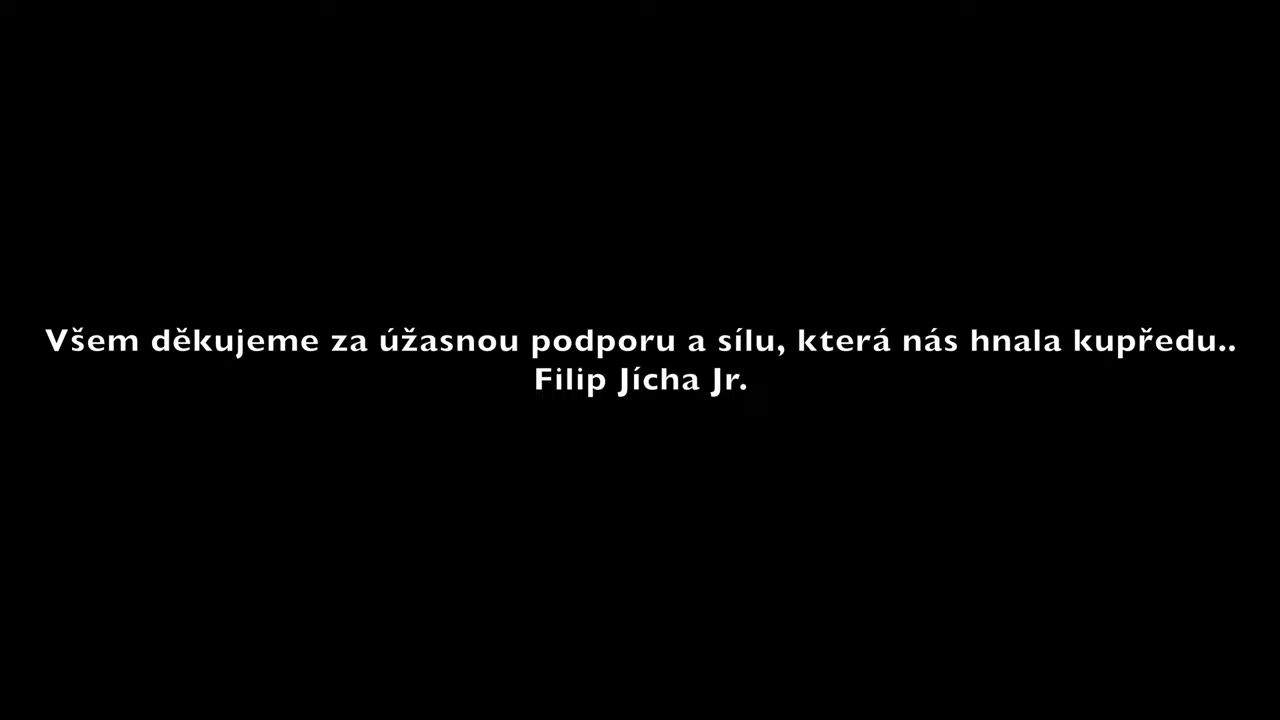 Všem děkujeme za úžasnou podporu a sílu, která nás hnala kupředu..
Filip Jícha Jr.